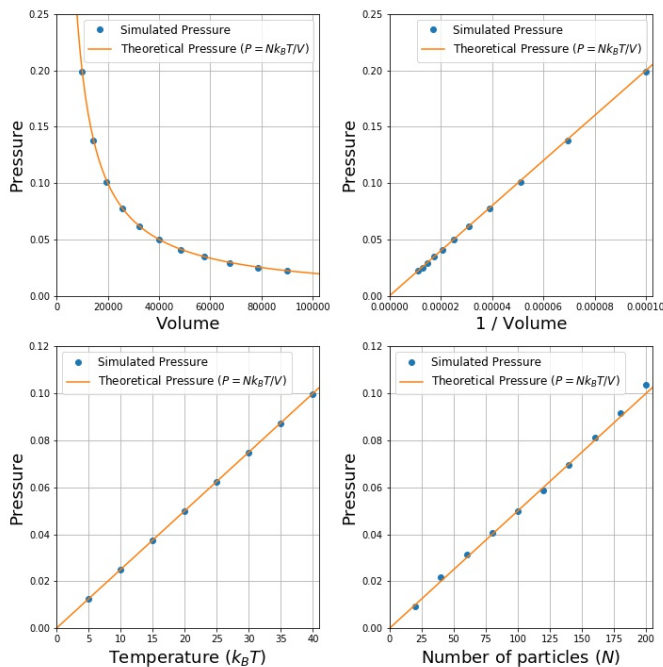 0.25
0.20
0.15
0.10
0.05
0.00
Pressure
Simulated Pressure
Theoretical Pressure (P = Nk_BT/V)
0 20000 40000 60000 80000 100000
Volume
0.25
0.20
0.15
0.10
0.05
0.00
Pressure
Simulated Pressure
Theoretical Pressure (P = Nk_BT/V)
0.00000 0.00002 0.00004 0.00006 0.00008 0.00010
1 / Volume
0.12
0.10
0.08
0.06
0.04
0.02
0.00
Pressure
Simulated Pressure
Theoretical Pressure (P = Nk_BT/V)
0 5 10 15 20 25 30 35 40
Temperature (k_BT)
0.12
0.10
0.08
0.06
0.04
0.02
0.00
Pressure
Simulated Pressure
Theoretical Pressure (P = Nk_BT/V)
0 25 50 75 100 125 150 175 200
Number of particles (N)